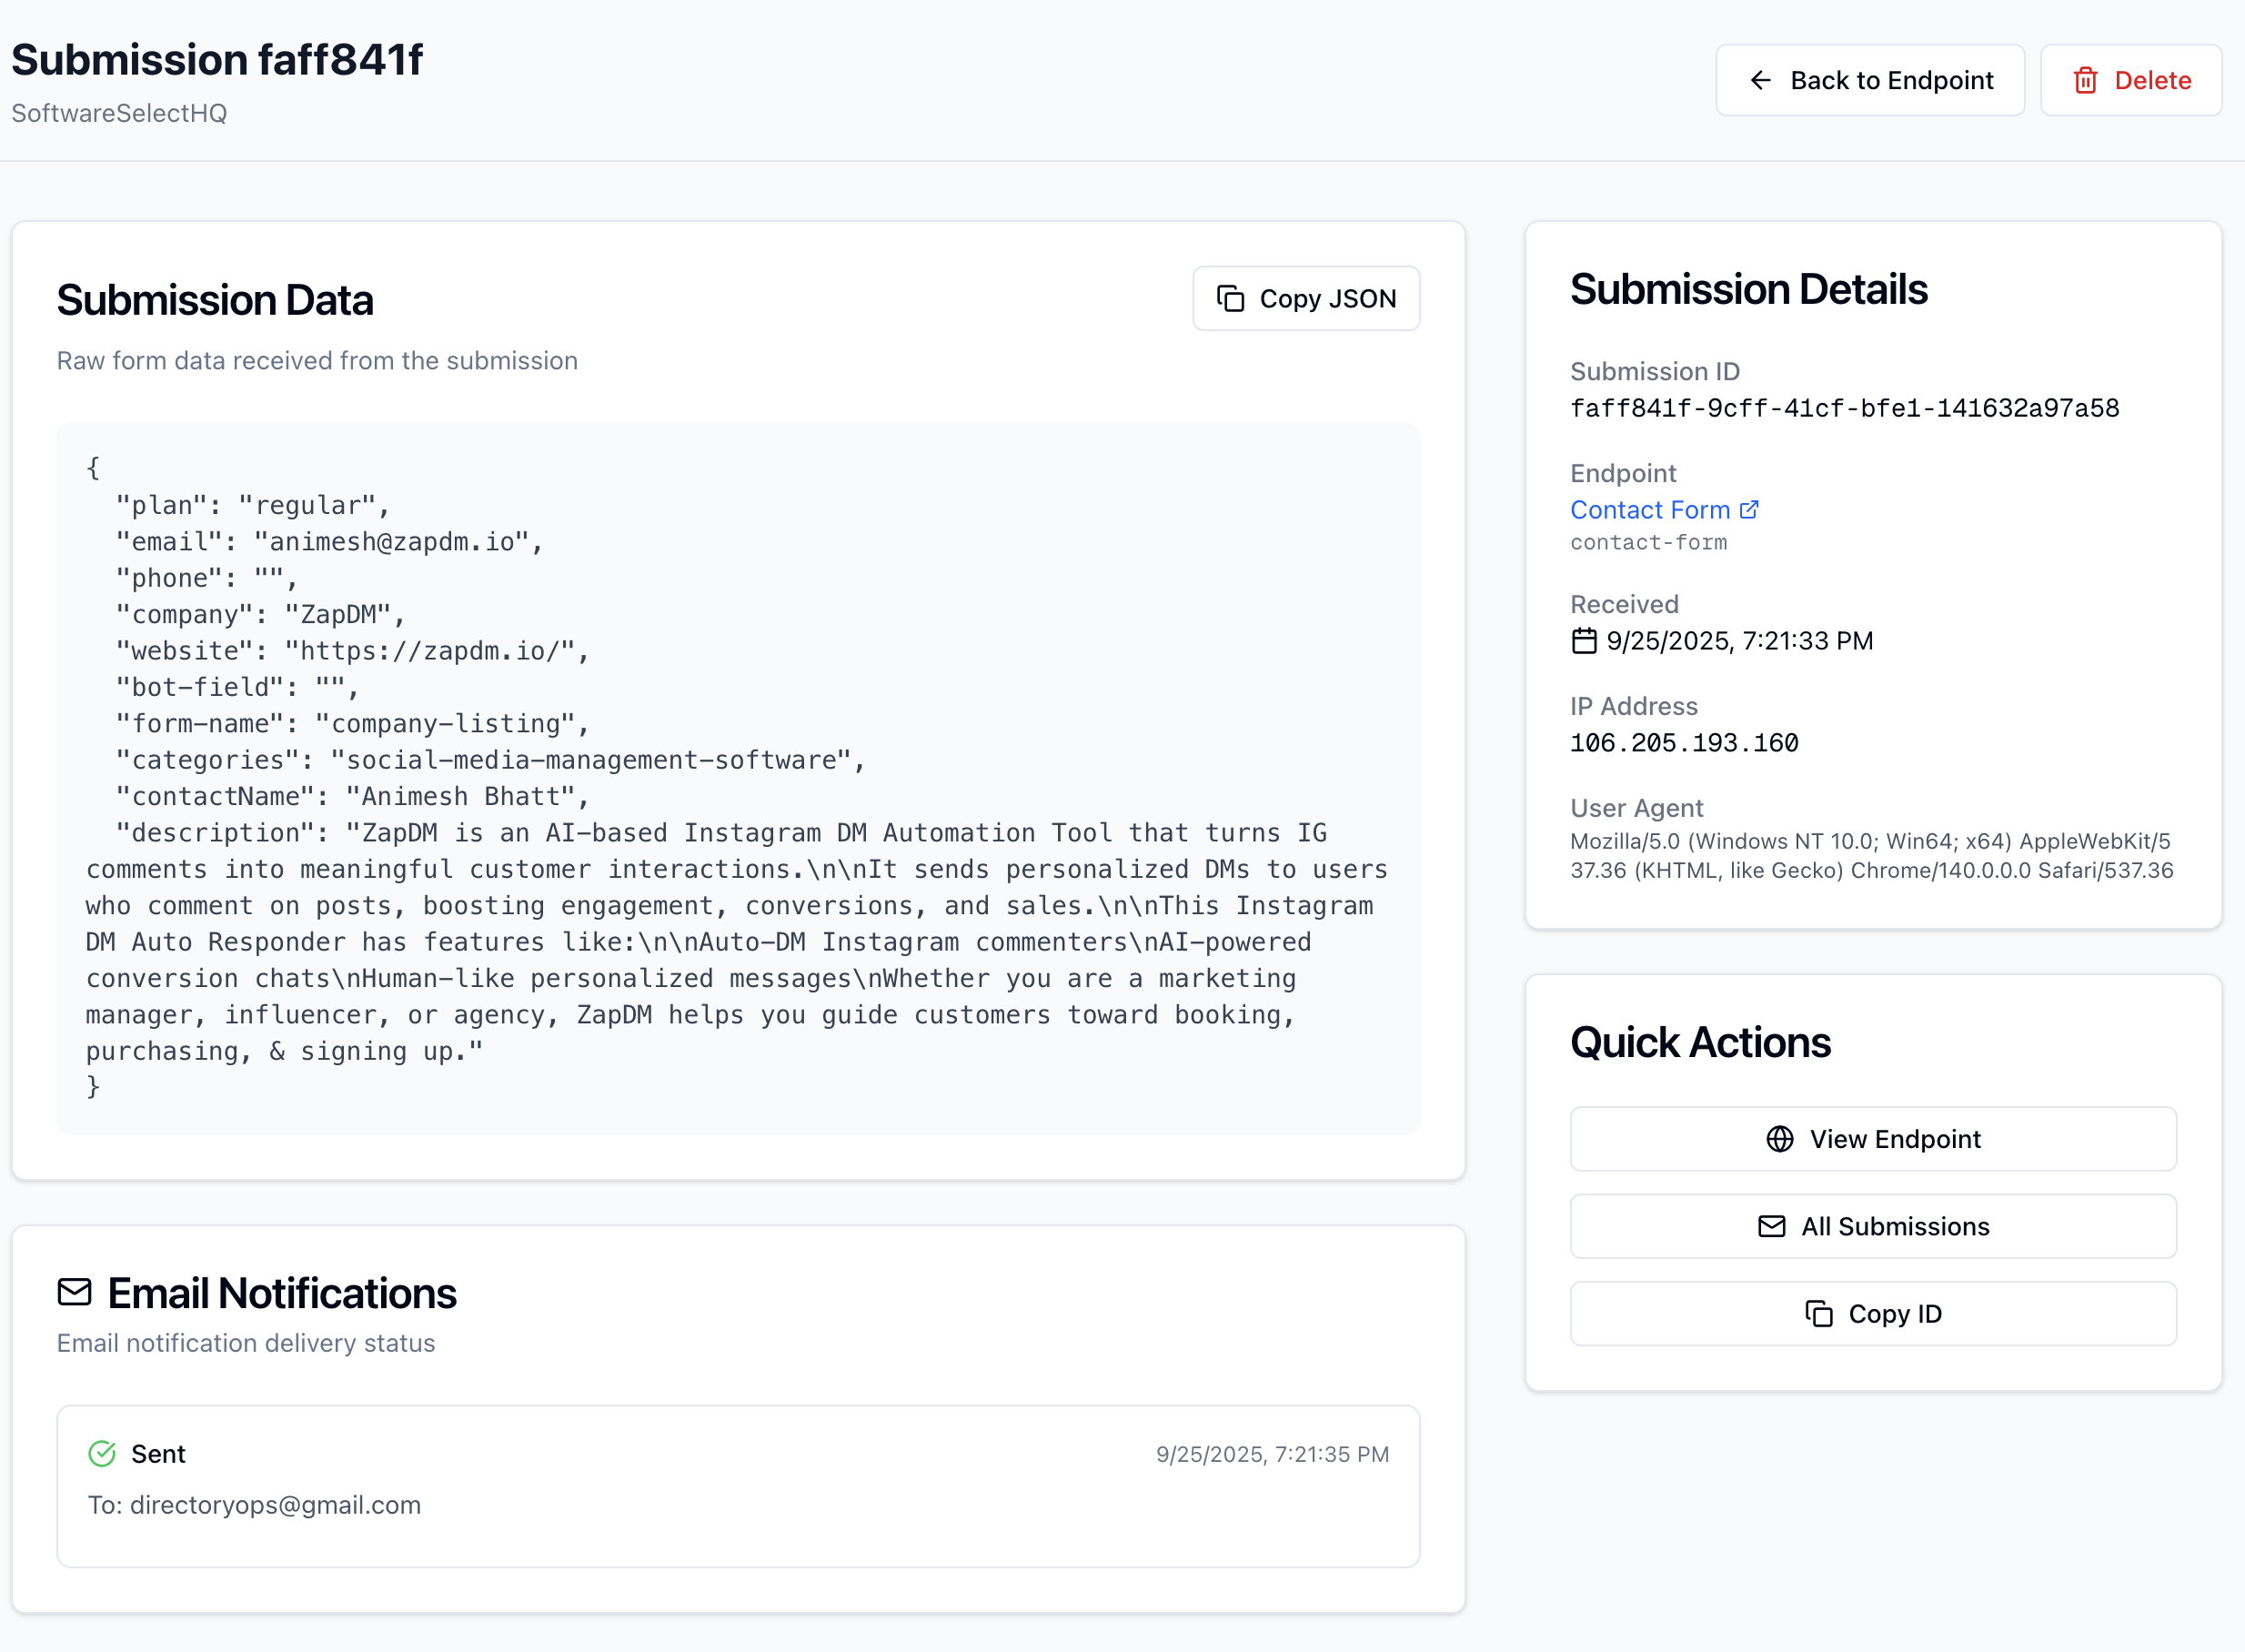 Submission faff841f
SoftwareSelectHQ
Back to Endpoint
Delete
Submission Data
Copy JSON
Raw form data received from the submission
{
  "plan": "regular",
  "email": "animesh@zapdm.io",
  "phone": "",
  "company": "ZapDM",
  "website": "https://zapdm.io/",
  "bot-field": "",
  "form-name": "company-listing",
  "categories": "social-media-management-software",
  "contactName": "Animesh Bhatt",
  "description": "ZapDM is an AI-based Instagram DM Automation Tool that turns IG
comments into meaningful customer interactions.\n\nIt sends personalized DMs to users
who comment on posts, boosting engagement, conversions, and sales.\n\nThis Instagram
DM Auto Responder has features like:\n\nAuto-DM Instagram commenters\nAI-powered
conversion chats\nHuman-like personalized messages\nWhether you are a marketing
manager, influencer, or agency, ZapDM helps you guide customers toward booking,
purchasing, & signing up."
}
Email Notifications
Email notification delivery status
Sent
9/25/2025, 7:21:35 PM
To: directoryops@gmail.com
Submission Details
Submission ID
faff841f-9cff-41cf-bfe1-141632a97a58
Endpoint
Contact Form
contact-form
Received
9/25/2025, 7:21:33 PM
IP Address
106.205.193.160
User Agent
Mozilla/5.0 (Windows NT 10.0; Win64; x64) AppleWebKit/5
37.36 (KHTML, like Gecko) Chrome/140.0.0.0 Safari/537.36
Quick Actions
View Endpoint
All Submissions
Copy ID